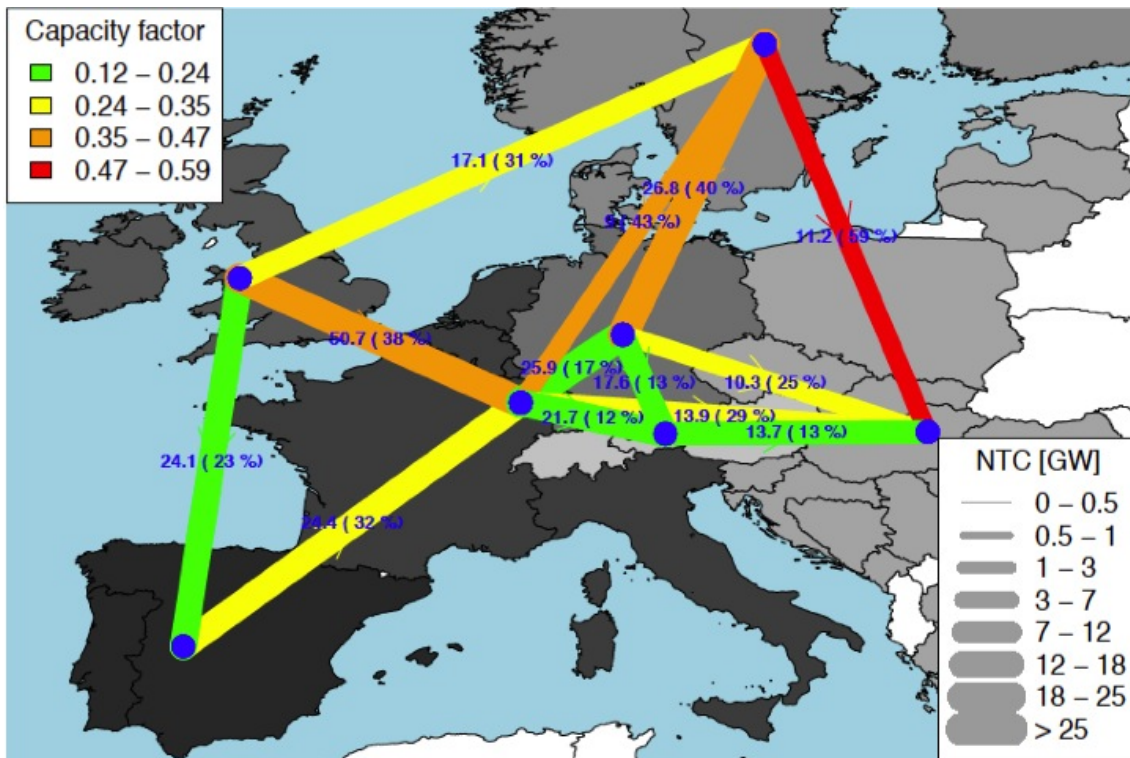 Capacity factor
0.12 – 0.24
0.24 – 0.35
0.35 – 0.47
0.47 – 0.59
17.1 ( 31 %)
26.8 ( 40 %)
( 43 %)
11.2 ( 59 %)
50.7 ( 38 %)
25.9 ( 17 %)
17.6 ( 13 %)
10.3 ( 25 %)
21.7 ( 12 %)
13.9 ( 29 %)
13.7 ( 13 %)
24.1 ( 23 %)
24.4 ( 32 %)
NTC [GW]
0 – 0.5
0.5 – 1
1 – 3
3 – 7
7 – 12
12 – 18
18 – 25
> 25